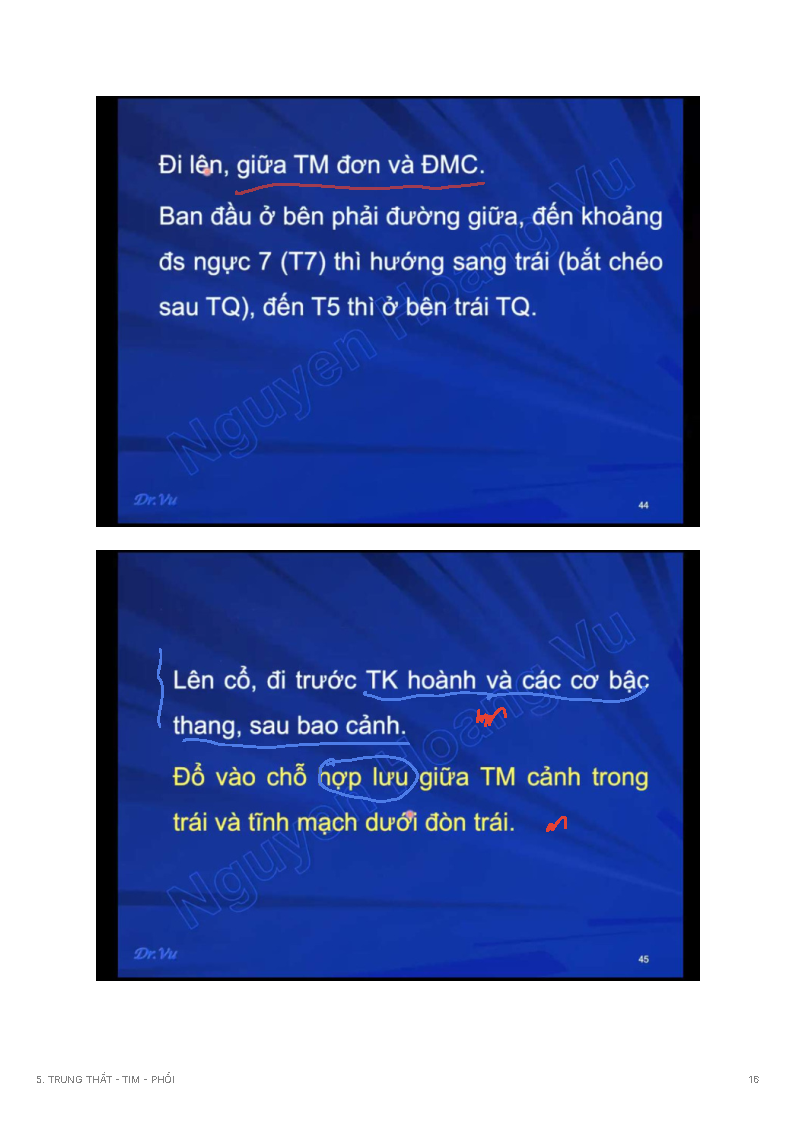 Đi lên, giữa TM đơn và ĐMC.
Ban đầu ở bên phải đường giữa, đến khoảng
đs ngực 7 (T7) thì hướng sang trái (bắt chéo
sau TQ), đến T5 thì ở bên trái TQ.
Nguyen Hoang Vu
Dr.Vu
44
Lên cổ, đi trước TK hoành và các cơ bậc
thang, sau bao cảnh.
Đổ vào chỗ hợp lưu giữa TM cảnh trong
trái và tĩnh mạch dưới đòn trái.
Nguyen Hoang Vu
Dr.Vu
45
5. TRUNG THẤT - TIM - PHỔI
16